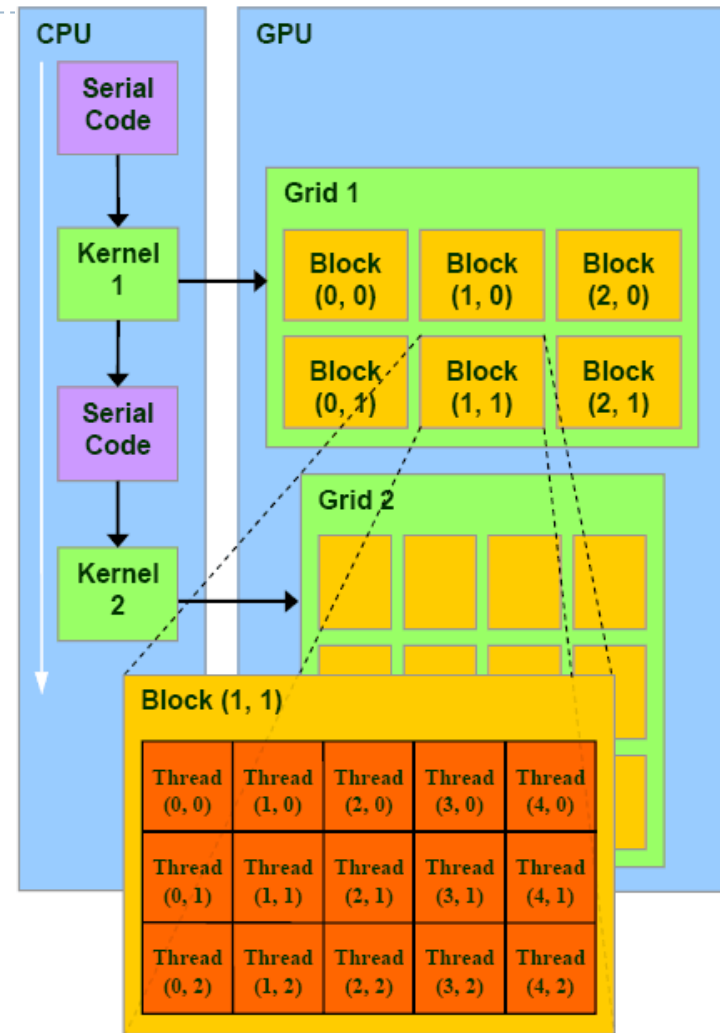 CPU
Serial
Code
Kernel
1
Serial
Code
Kernel
2
GPU
Grid 1
Block
(0, 0)
Block
(1, 0)
Block
(2, 0)
Block
(0, 1)
Block
(1, 1)
Block
(2, 1)
Grid 2
Block (1, 1)
Thread
(0, 0)
Thread
(1, 0)
Thread
(2, 0)
Thread
(3, 0)
Thread
(4, 0)
Thread
(0, 1)
Thread
(1, 1)
Thread
(2, 1)
Thread
(3, 1)
Thread
(4, 1)
Thread
(0, 2)
Thread
(1, 2)
Thread
(2, 2)
Thread
(3, 2)
Thread
(4, 2)